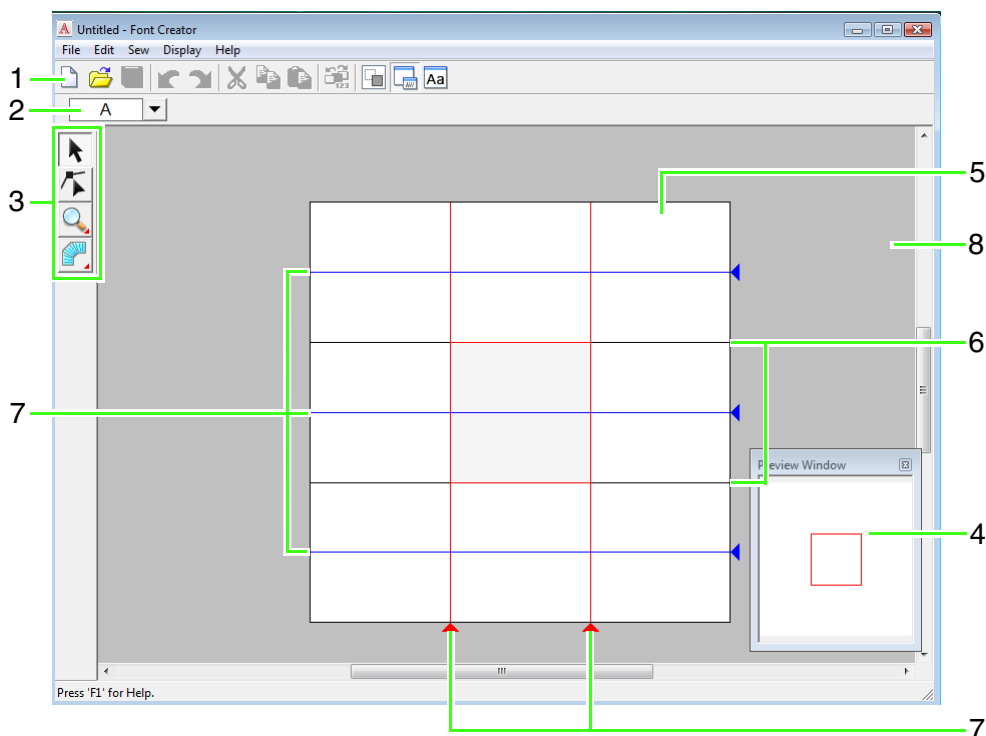 Untitled - Font Creator
File Edit Sew Display Help
1
123
Aa
2
A
3
5
8
6
7
Preview Window
4
Press 'F1' for Help.
7